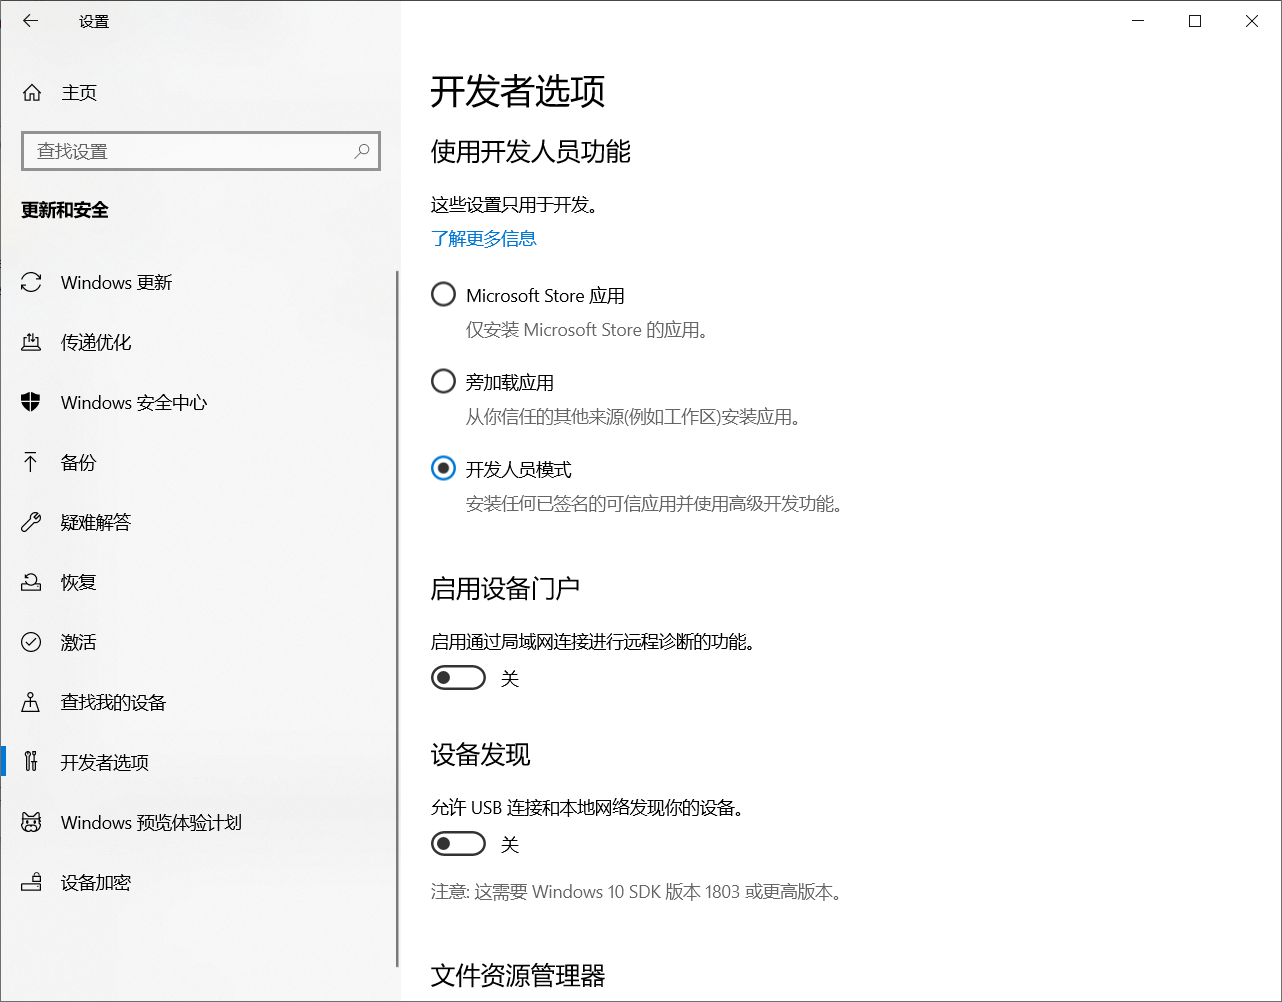 设置
主页
查找设置
更新和安全
Windows 更新
传递优化
Windows 安全中心
备份
疑难解答
恢复
激活
查找我的设备
开发者选项
Windows 预览体验计划
设备加密
开发者选项
使用开发人员功能
这些设置只用于开发。
了解更多信息
Microsoft Store 应用
仅安装 Microsoft Store 的应用。
旁加载应用
从你信任的其他来源(例如工作区)安装应用。
开发人员模式
安装任何已签名的可信应用并使用高级开发功能。
启用设备门户
启用通过局域网连接进行远程诊断的功能。
关
设备发现
允许 USB 连接和本地网络发现你的设备。
关
注意: 这需要 Windows 10 SDK 版本 1803 或更高版本。
文件资源管理器